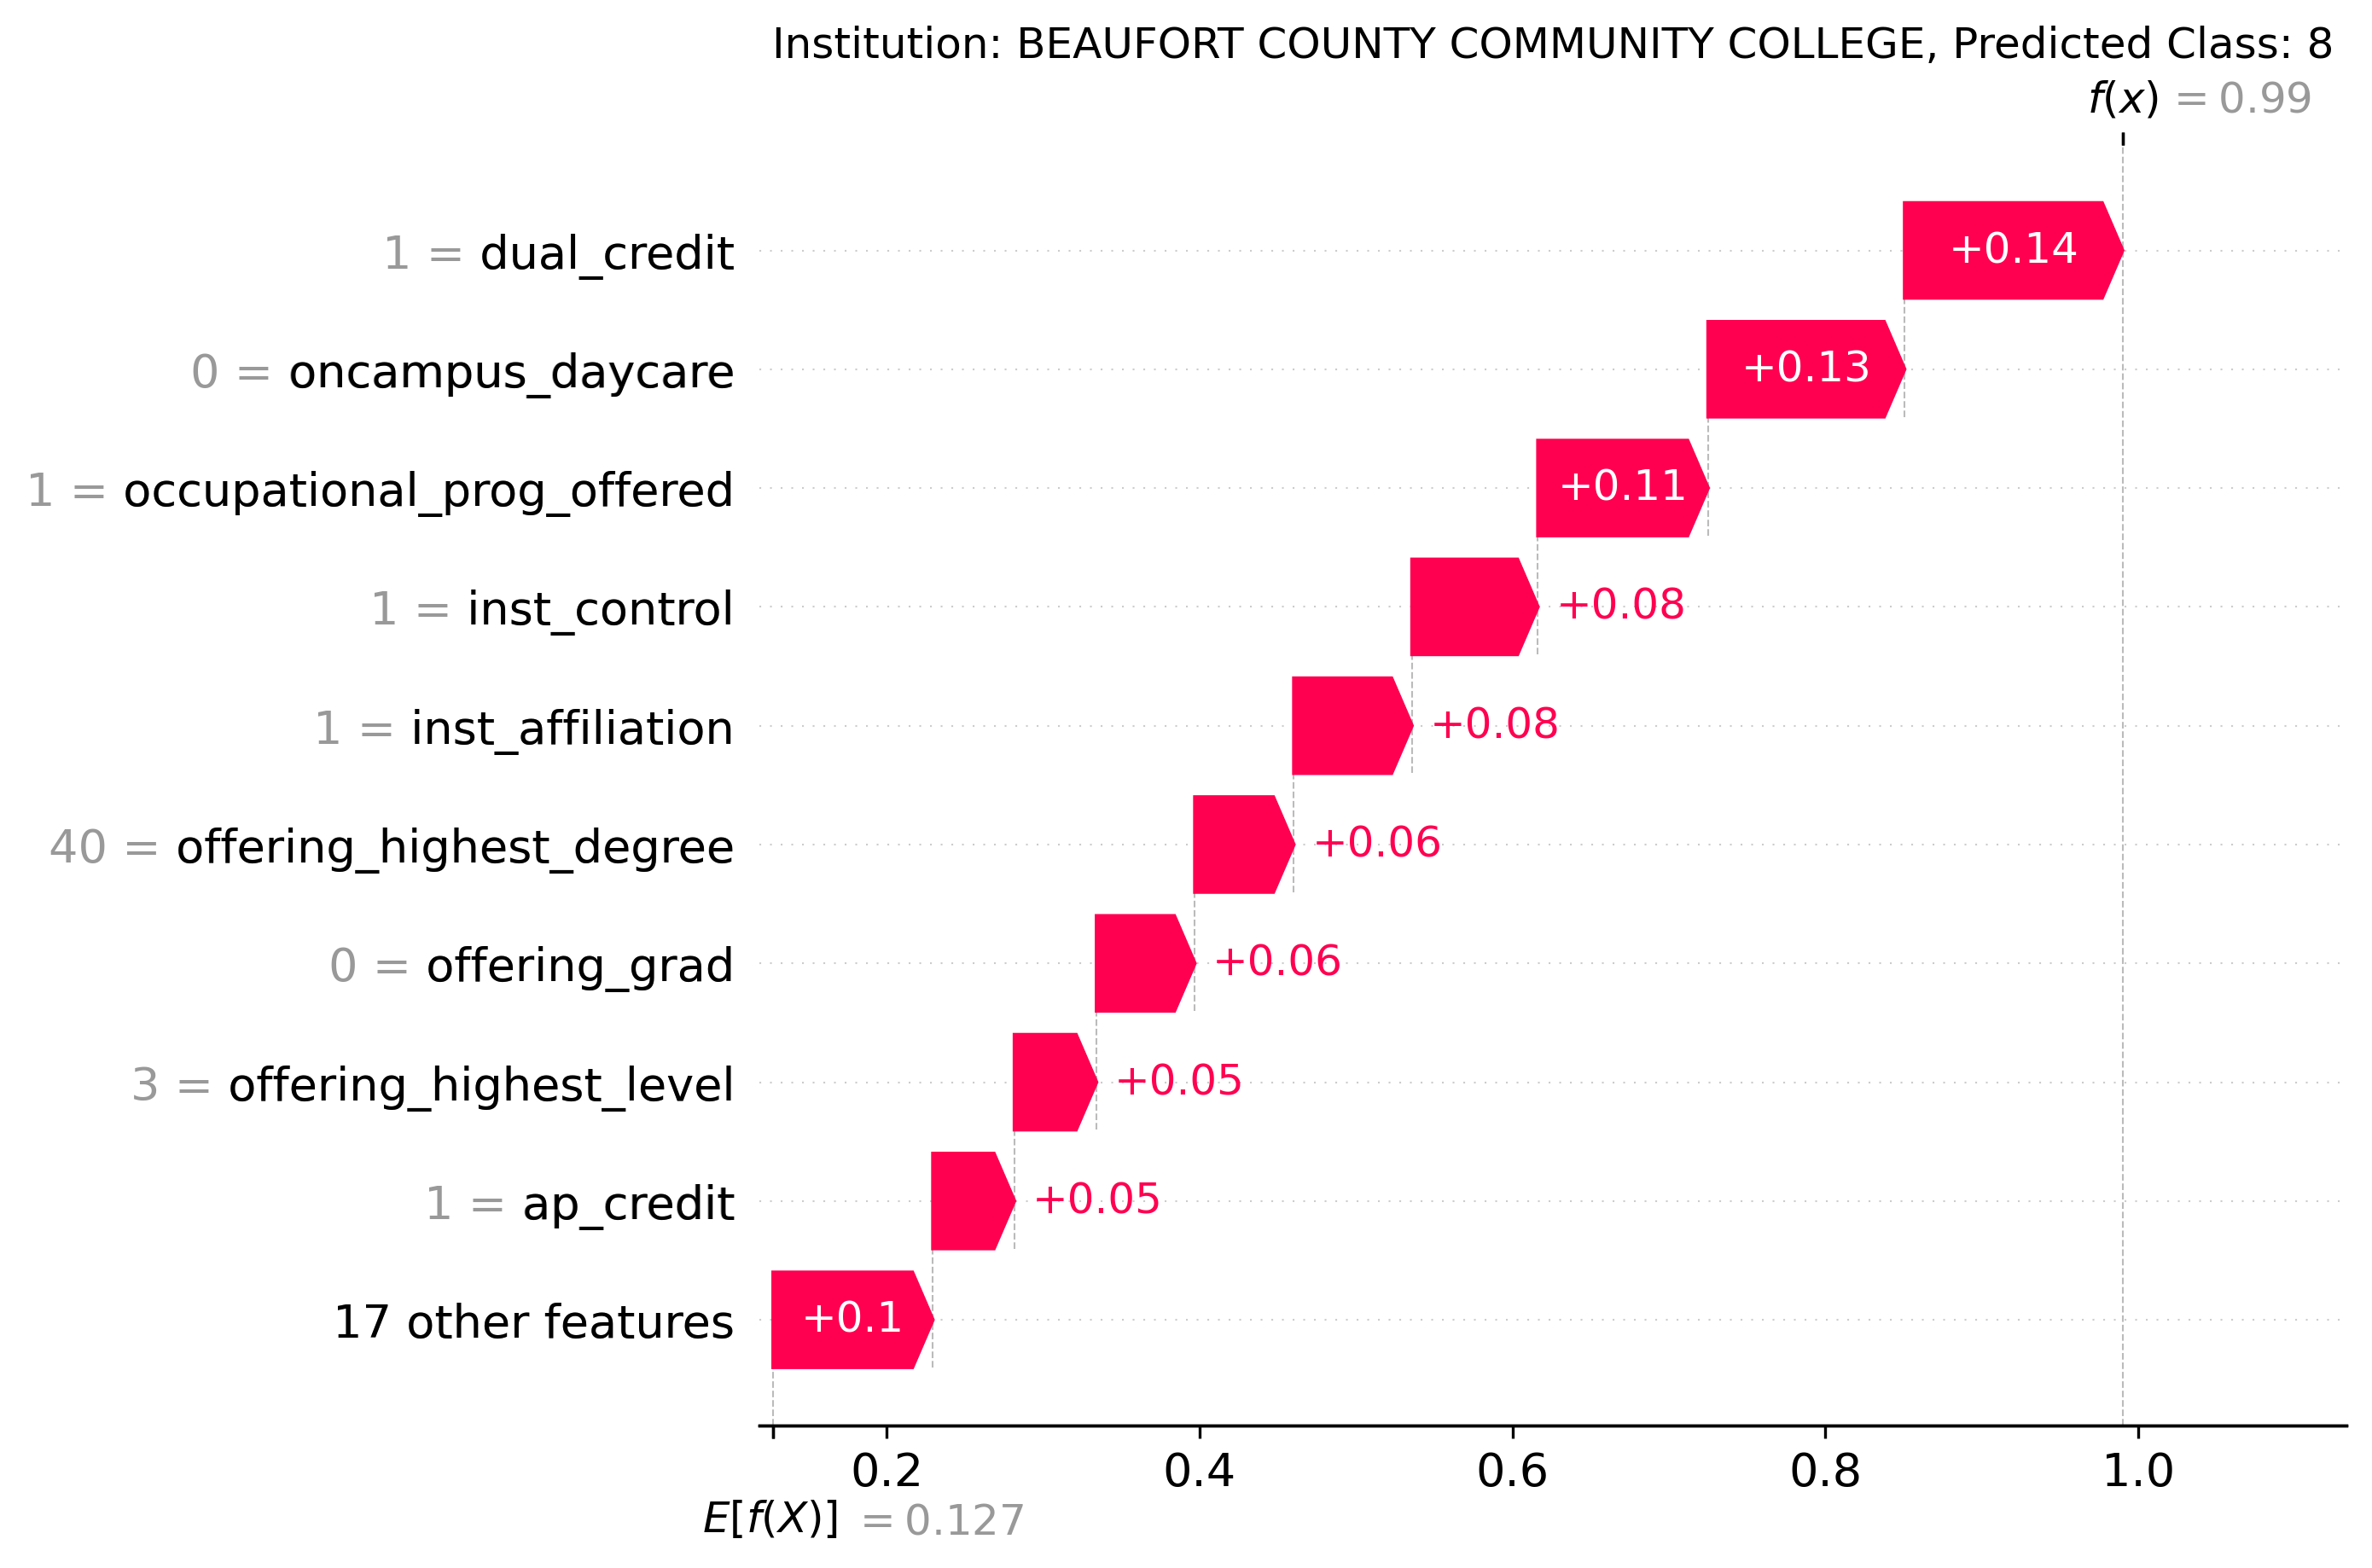 Institution: BEAUFORT COUNTY COMMUNITY COLLEGE, Predicted Class: 8
f(x) = 0.99
1 = dual_credit +0.14
0 = oncampus_daycare +0.13
1 = occupational_prog_offered +0.11
1 = inst_control +0.08
1 = inst_affiliation +0.08
40 = offering_highest_degree +0.06
0 = offering_grad +0.06
3 = offering_highest_level +0.05
1 = ap_credit +0.05
17 other features +0.1
0.2 0.4 0.6 0.8 1.0
E[f(X)] = 0.127